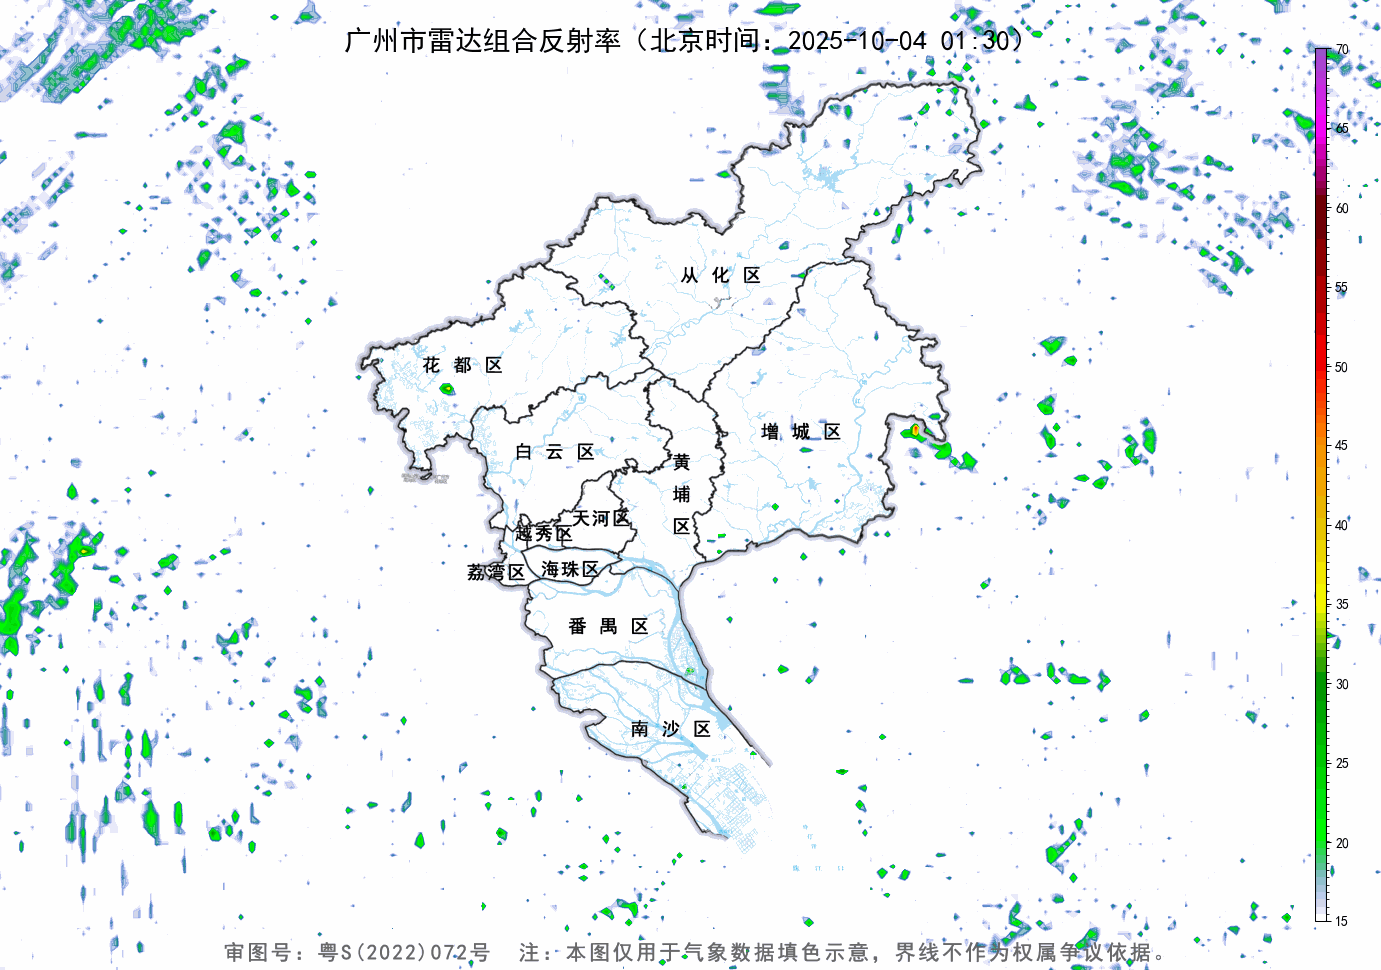 广州市雷达组合反射率（北京时间：2025-10-04 01:30）
70
65
60
55
50
45
40
35
30
25
20
15
从化区
花都区
增城区
白云区
黄埔区
天河区
越秀区
荔湾区
海珠区
番禺区
南沙区
审图号：粤S(2022)072号 注：本图仅用于气象数据填色示意，界线不作为权属争议依据。